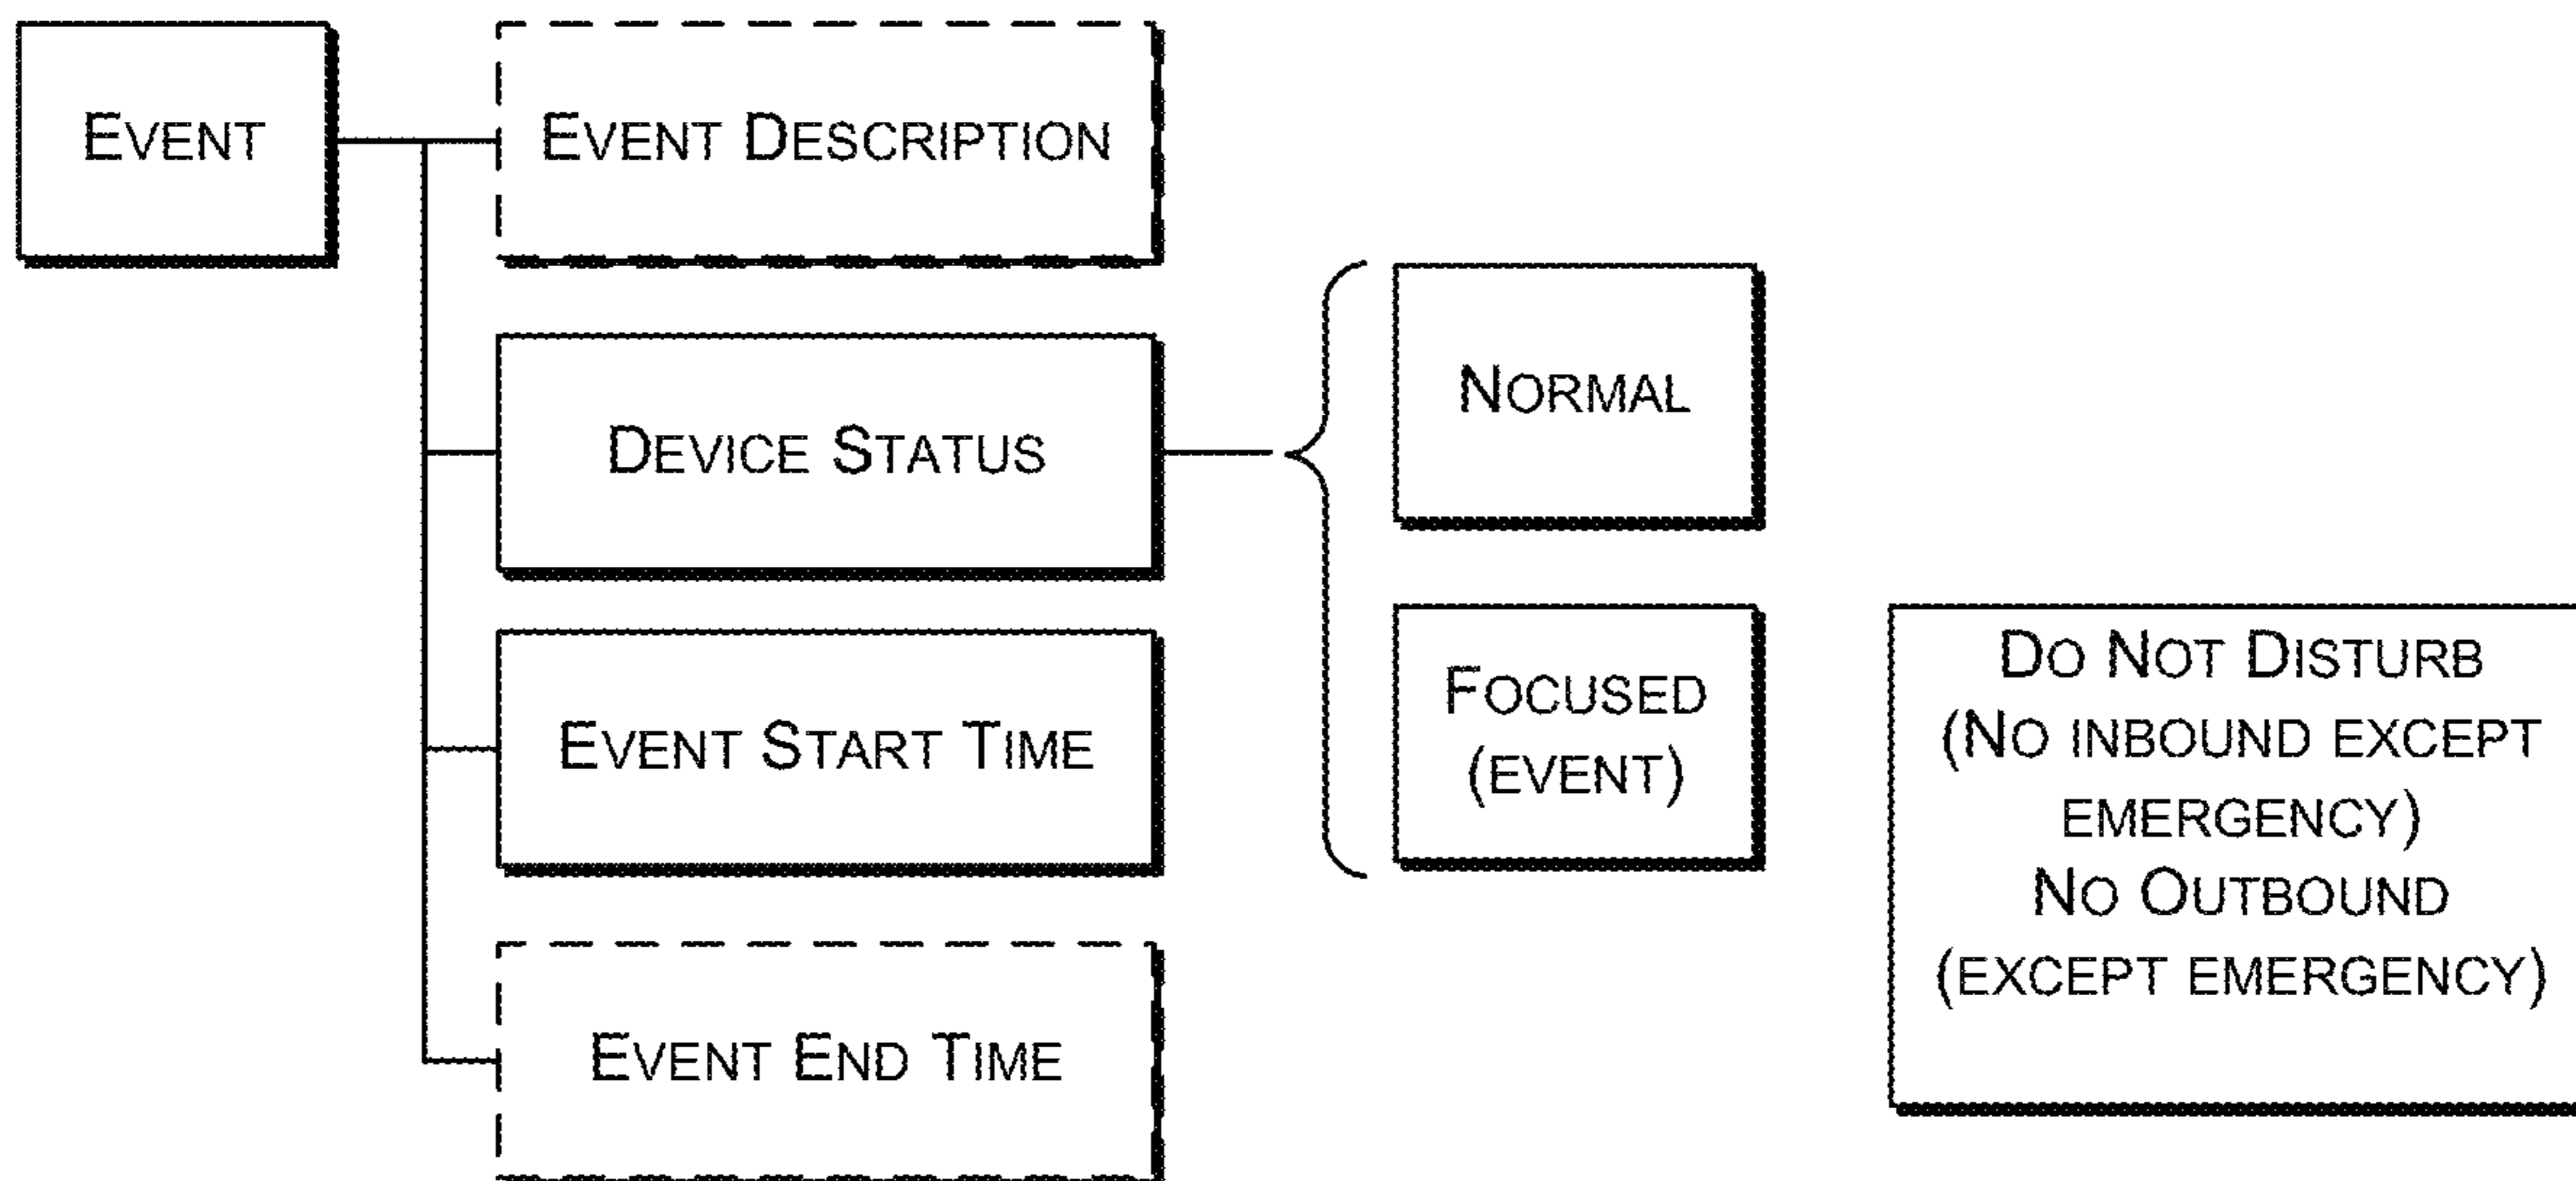 EVENT
EVENT DESCRIPTION
DEVICE STATUS
NORMAL
EVENT START TIME
FOCUSED
(EVENT)
DO NOT DISTURB
(NO INBOUND EXCEPT
EMERGENCY)
NO OUTBOUND
(EXCEPT EMERGENCY)
EVENT END TIME